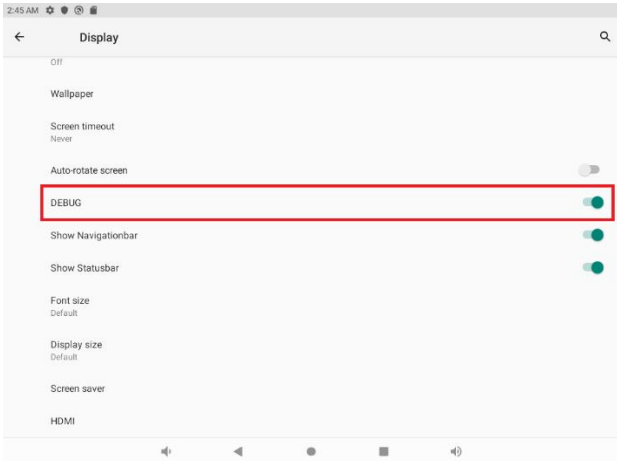 2:45 AM
Display
Off
Wallpaper
Screen timeout
Never
Auto-rotate screen
DEBUG
Show Navigationbar
Show Statusbar
Font size
Default
Display size
Default
Screen saver
HDMI